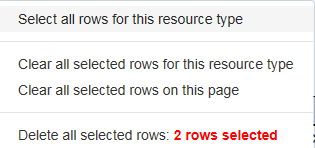 Select all rows for this resource type
Clear all selected rows for this resource type
Clear all selected rows on this page
Delete all selected rows: 2 rows selected